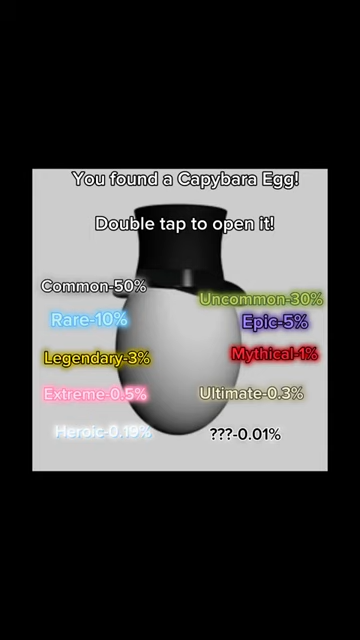 You found a Capybara Egg!
Double tap to open it!
Common-50%
Uncommon-30%
Rare-10%
Epic-5%
Legendary-3%
Mythical-1%
Extreme-0.5%
Ultimate-0.3%
Heroic-0.19%
???-0.01%